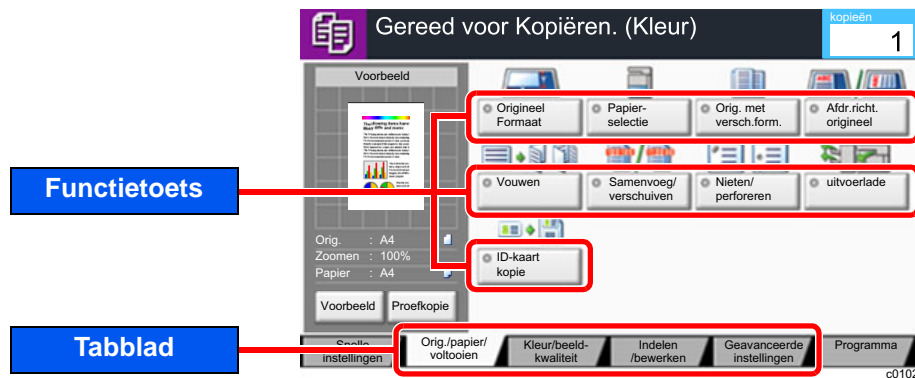 Gereed voor Kopiëren. (Kleur)
kopieën
1
Voorbeeld
Origineel
Formaat
Papier-
selectie
Orig. met
versch.form.
Afdr.richt.
origineel
Functietoets
Vouwen
Samenvoeg/
verschuiven
Nieten/
perforeren
uitvoerlade
Orig. : A4
Zoomen : 100%
Papier : A4
ID-kaart
kopie
Voorbeeld
Proefkopie
Tabblad
Snelle
instellingen
Orig./papier/
voltooien
Kleur/beeld-
kwaliteit
Indelen
/bewerken
Geavanceerde
instellingen
Programma
c0102